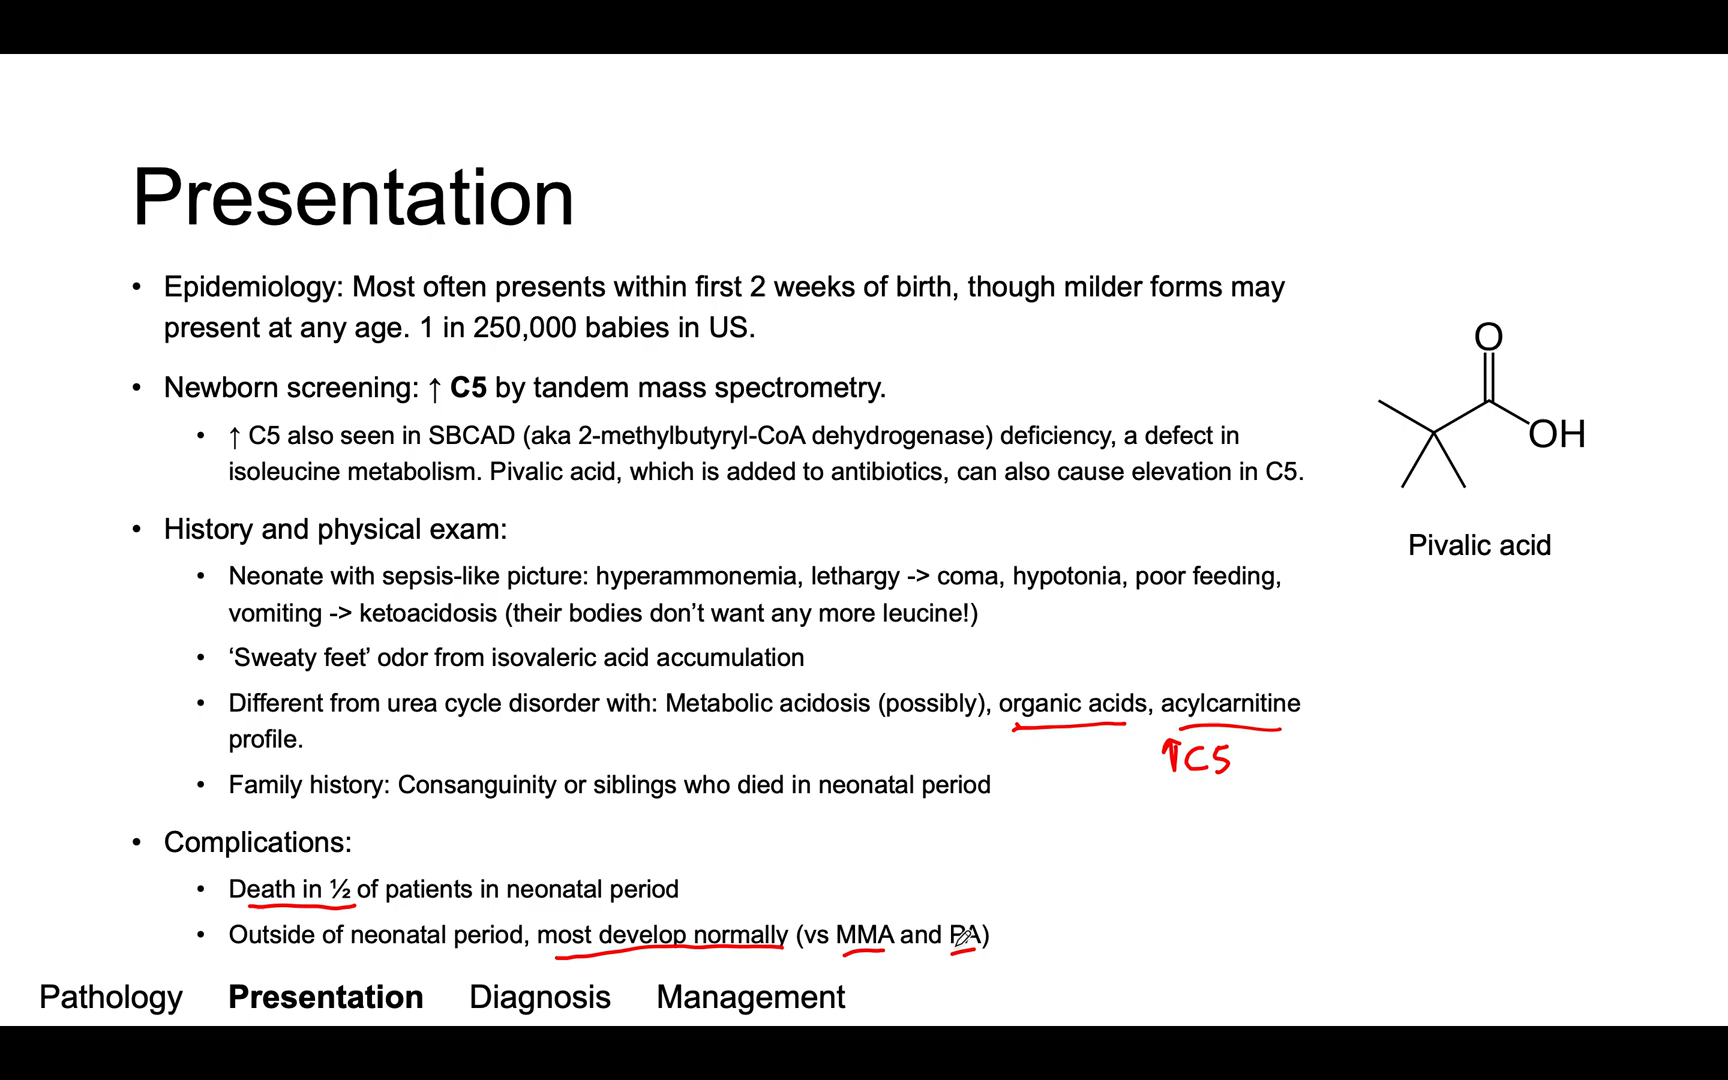 Presentation
• Epidemiology: Most often presents within first 2 weeks of birth, though milder forms may
present at any age. 1 in 250,000 babies in US.
• Newborn screening: ↑ C5 by tandem mass spectrometry.
• ↑ C5 also seen in SBCAD (aka 2-methylbutyryl-CoA dehydrogenase) deficiency, a defect in
isoleucine metabolism. Pivalic acid, which is added to antibiotics, can also cause elevation in C5.
O
OH
Pivalic acid
• History and physical exam:
• Neonate with sepsis-like picture: hyperammonemia, lethargy -> coma, hypotonia, poor feeding,
vomiting -> ketoacidosis (their bodies don’t want any more leucine!)
• ‘Sweaty feet’ odor from isovaleric acid accumulation
• Different from urea cycle disorder with: Metabolic acidosis (possibly), organic acids, acylcarnitine
profile.
↑C5
• Family history: Consanguinity or siblings who died in neonatal period
• Complications:
• Death in ½ of patients in neonatal period
• Outside of neonatal period, most develop normally (vs MMA and PA)
Pathology Presentation Diagnosis Management